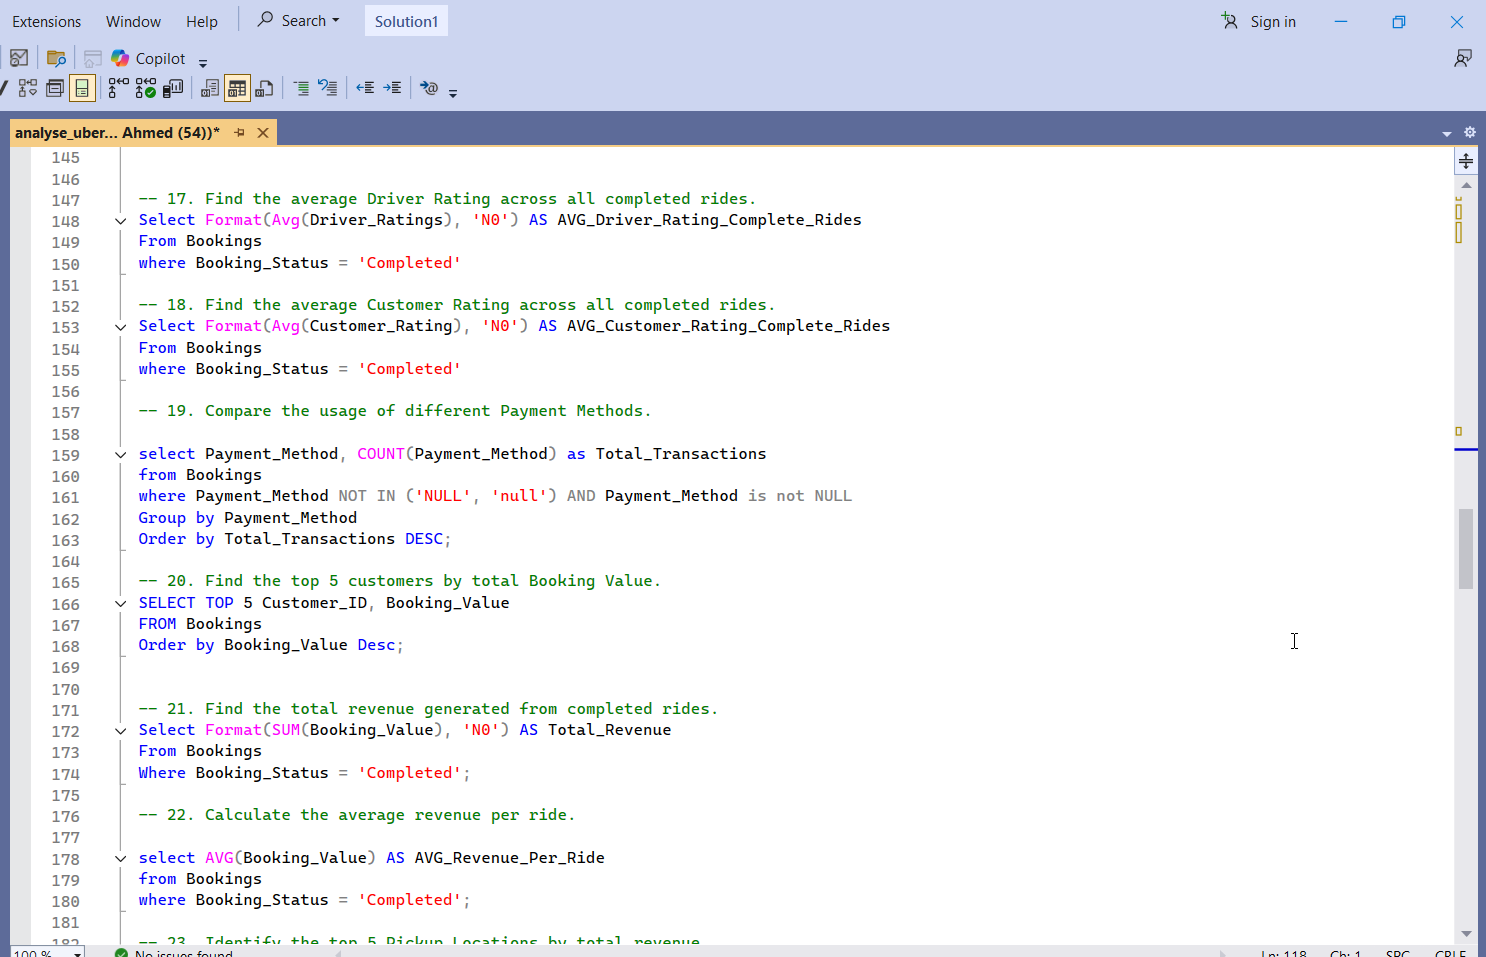 Extensions Window Help Search Solution1 Sign in
Copilot
analyse_uber... Ahmed (54))*
145
146
147 -- 17. Find the average Driver Rating across all completed rides.
148 Select Format(Avg(Driver_Ratings), 'N0') AS AVG_Driver_Rating_Complete_Rides
149 From Bookings
150 where Booking_Status = 'Completed'
151
152 -- 18. Find the average Customer Rating across all completed rides.
153 Select Format(Avg(Customer_Rating), 'N0') AS AVG_Customer_Rating_Complete_Rides
154 From Bookings
155 where Booking_Status = 'Completed'
156
157 -- 19. Compare the usage of different Payment Methods.
158
159 select Payment_Method, COUNT(Payment_Method) as Total_Transactions
160 from Bookings
161 where Payment_Method NOT IN ('NULL', 'null') AND Payment_Method is not NULL
162 Group by Payment_Method
163 Order by Total_Transactions DESC;
164
165 -- 20. Find the top 5 customers by total Booking Value.
166 SELECT TOP 5 Customer_ID, Booking_Value
167 FROM Bookings
168 Order by Booking_Value Desc;
169
170
171 -- 21. Find the total revenue generated from completed rides.
172 Select Format(SUM(Booking_Value), 'N0') AS Total_Revenue
173 From Bookings
174 Where Booking_Status = 'Completed';
175
176 -- 22. Calculate the average revenue per ride.
177
178 select AVG(Booking_Value) AS AVG_Revenue_Per_Ride
179 from Bookings
180 where Booking_Status = 'Completed';
181
182 -- 23. Identify the top 5 Pickup Locations by total revenue
100 % No issues found Ln: 118 Ch: 1 SPC CRLF